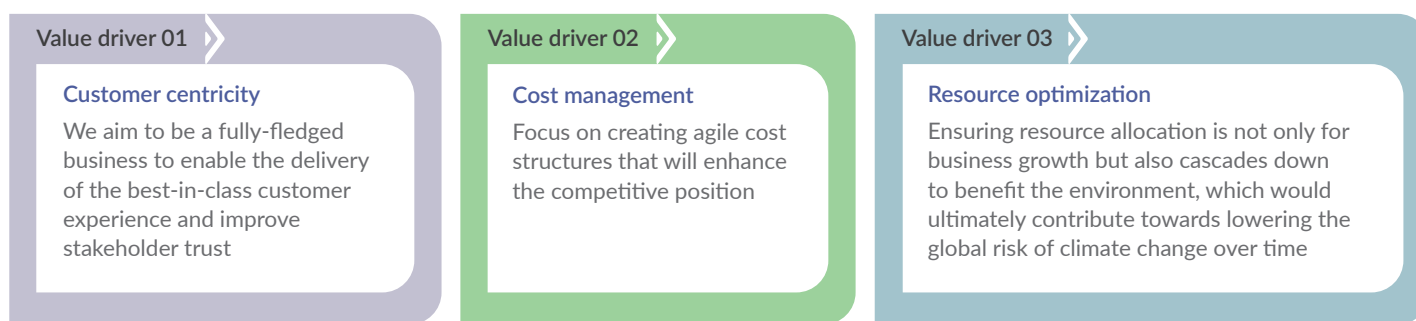 Value driver 01
Customer centricity
We aim to be a fully-fledged
business to enable the delivery
of the best-in-class customer
experience and improve
stakeholder trust
Value driver 02
Cost management
Focus on creating agile cost
structures that will enhance
the competitive position
Value driver 03
Resource optimization
Ensuring resource allocation is not only for
business growth but also cascades down
to benefit the environment, which would
ultimately contribute towards lowering the
global risk of climate change over time